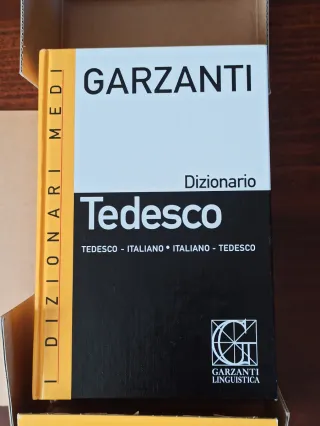 I DIZIONARI MEDI
GARZANTI
Dizionario
Tedesco
TEDESCO - ITALIANO • ITALIANO - TEDESCO
GARZANTI
LINGUISTICA